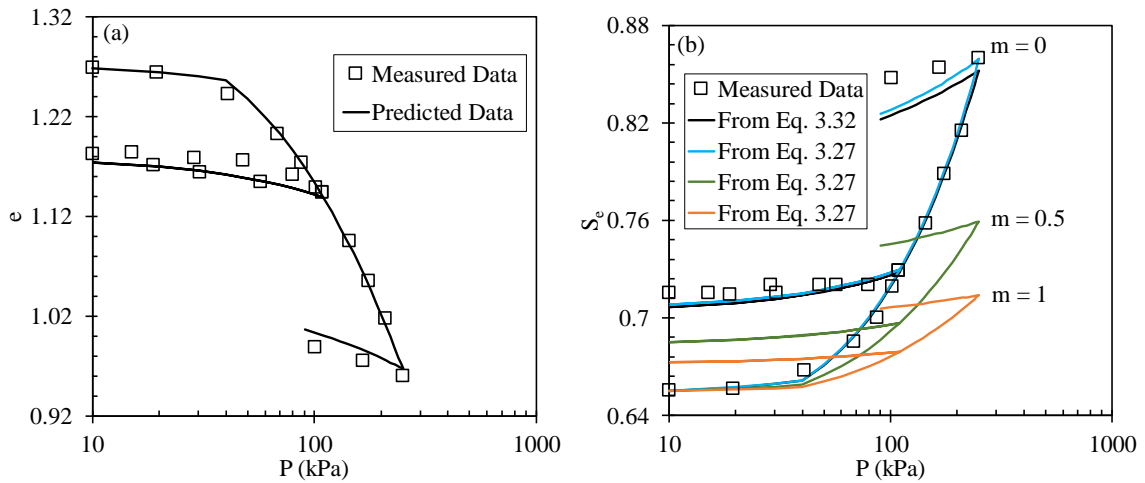 (a)
1.32
1.22
1.12
1.02
0.92
e
Measured Data
Predicted Data
10
100
1000
P (kPa)
(b)
0.88
0.82
0.76
0.7
0.64
S_e
Measured Data
From Eq. 3.32
From Eq. 3.27
From Eq. 3.27
From Eq. 3.27
m = 0
m = 0.5
m = 1
10
100
1000
P (kPa)